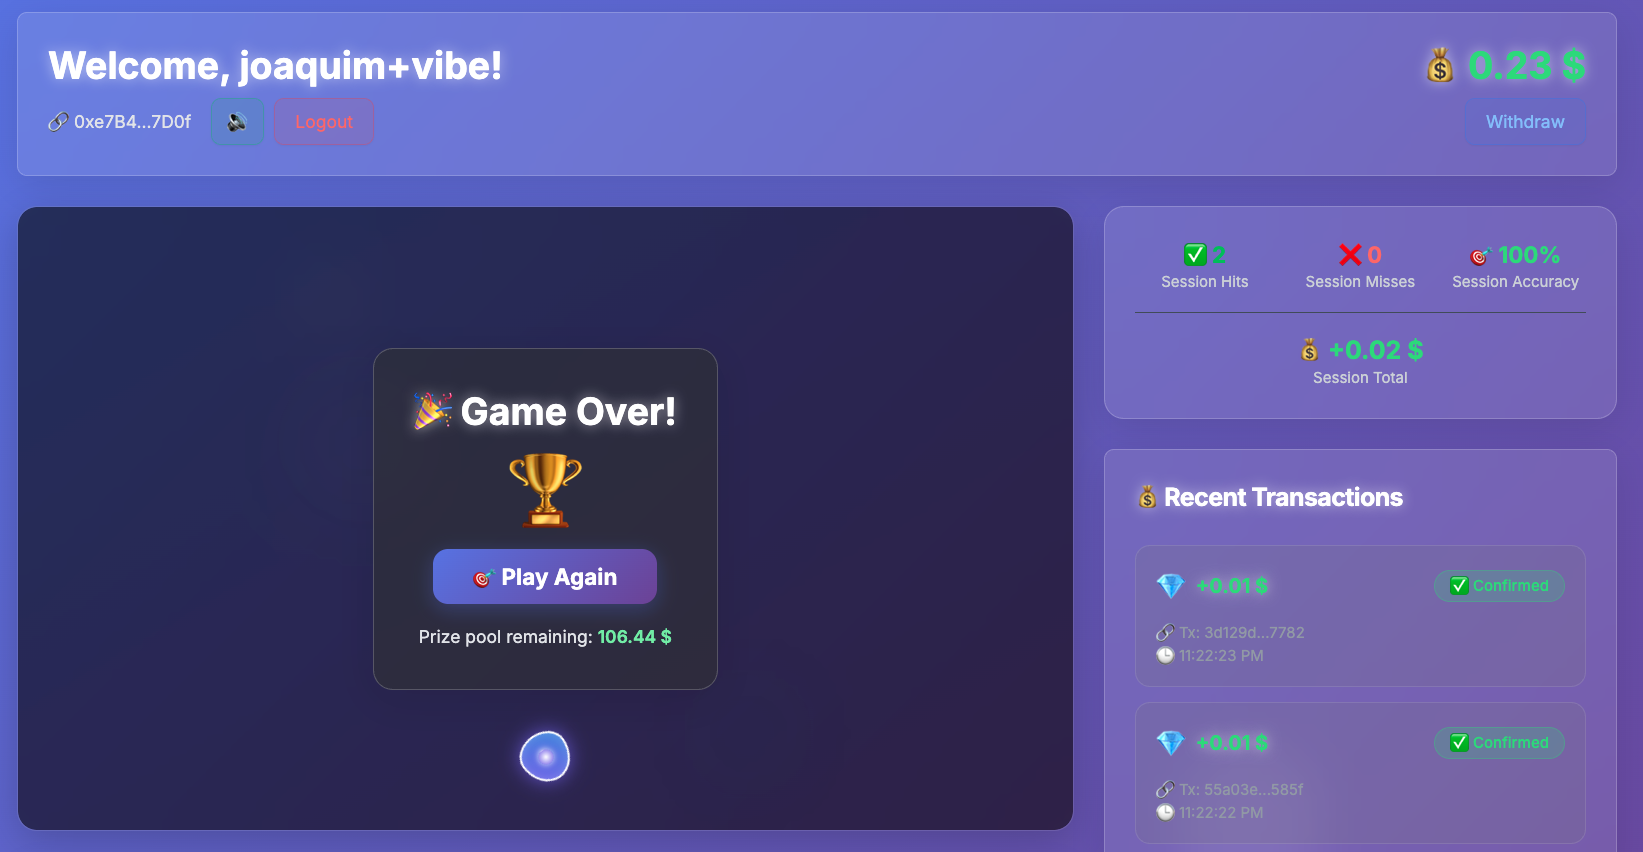 Welcome, joaquim+vibe!
0.23 $
0xe7B4...7D0f
Logout
Withdraw
Game Over!
Play Again
Prize pool remaining: 106.44 $
2
Session Hits
0
Session Misses
100%
Session Accuracy
+0.02 $
Session Total
Recent Transactions
+0.01 $
Confirmed
Tx: 3d129d...7782
11:22:23 PM
+0.01 $
Confirmed
Tx: 55a03e...585f
11:22:22 PM